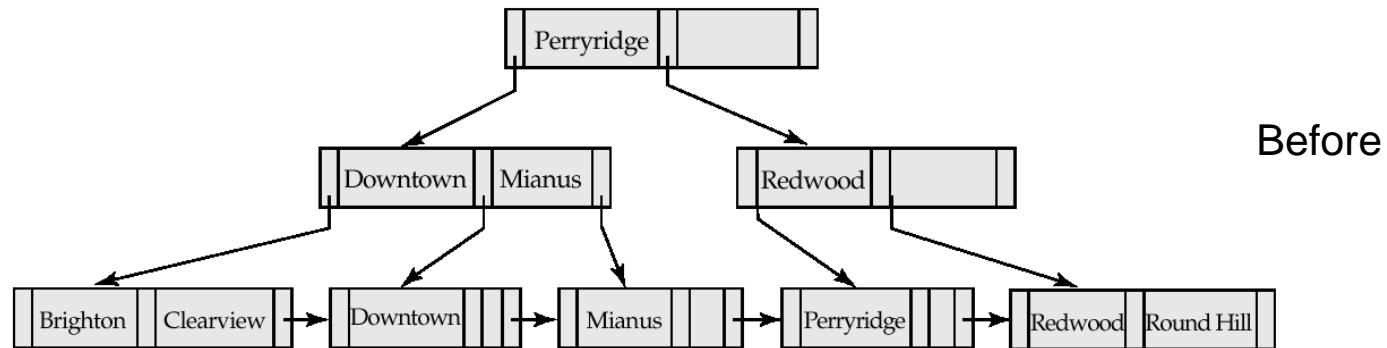 Perryridge
Before
Downtown Mianus Redwood
Brighton Clearview Downtown Mianus Perryridge Redwood Round Hill